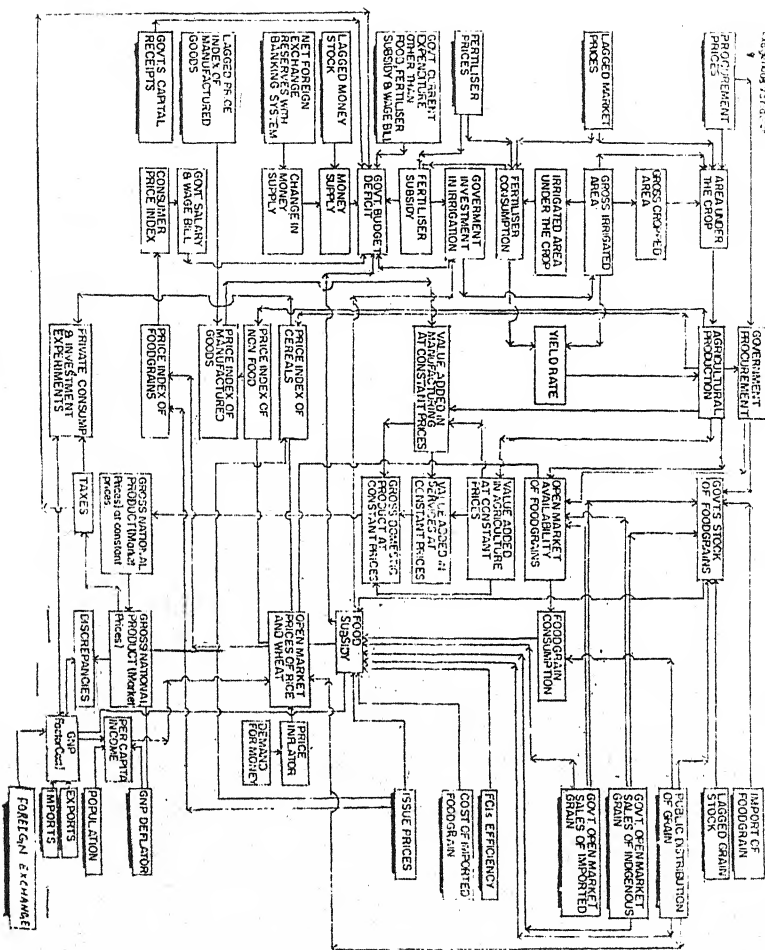 PROCUREMENT
PRICES
LAGGED MARKET
PRICES
FERTILISER
PRICES
GOVT. CURRENT
EXPENDITURE
OTHER THAN
FOOD, FERTILISER
SUBSIDY & WAGE BILL
LAGGED MONEY
STOCK
NET FOREIGN
EXCHANGE
RESERVES WITH
BANKING SYSTEM
LAGGED PRICE
INDEX OF
MANUFACTURED
GOODS
GOVT.'S CAPITAL
RECEIPTS
AREA UNDER
THE CROP
GROSS CROPPED
AREA
GROSS IRRIGATED
AREA
IRRIGATED AREA
UNDER THE CROP
FERTILISER
CONSUMPTION
GOVERMENT
INVESTMENT
IN IRRIGATION
FERTILISER
SUBSIDY
GOVT. BUDGET
DEFICIT
MONEY SUPPLY
CHANGE IN
MONEY
SUPPLY
GOVT SALARY
& WAGE BILL
CONSUMER
PRICE INDEX
GOVERNMENT
PROCUREMENT
AGRICULTURAL
PRODUCTION
YIELD RATE
VALUE ADDED IN
MANUFACTURING
AT CONSTANT PRICES
PRICE INDEX OF
CEREALS
PRICE INDEX OF
NON FOOD
PRICE INDEX OF
MANUFACTURED
GOODS
PRICE INDEX OF
FOODGRAINS
PRIVATE CONSUMP
& INVESTMENT
EXPERIMENTS
GOVT'S STOCK
OF FOODGRAINS
OPEN MARKET
AVAILABILITY
OF FOODGRAINS
VALUE ADDED
IN AGRICULTURE
AT CONSTANT
PRICES
VALUE ADDED IN
SERVICES AT
CONSTANT PRICES
GROSS DOMESTIC
PRODUCT AT
CONSTANT PRICES
GROSS NATIONAL
PRODUCT (Market
Prices) at constant
prices
TAXES
FOODGRAIN
CONSUMPTION
FOOD
SUBSIDY
OPEN MARKET
PRICES OF RICE
AND WHEAT
GROSS NATIONAL
PRODUCT (Market
Prices)
DISCREPANCIES
PRICE
INFLATOR
DEMAND
FOR MONEY
PER CAPITA
INCOME
GNP
(Factor Cost)
IMPORT OF
FOODGRAIN
LAGGED GRAIN
STOCK
PUBLIC DISTRIBUTION
OF GRAIN
GOVT. OPEN MARKET
SALES OF INDIGENOUS
GRAIN
GOVT. OPEN MARKET
SALES OF IMPORTED
GRAIN
FCIs EFFICIENCY
COST OF IMPORTED
FOODGRAIN
ISSUE PRICES
GNP DEFLATOR
POPULATION
EXPORTS
IMPORTS
FOREIGN EXCHANGE